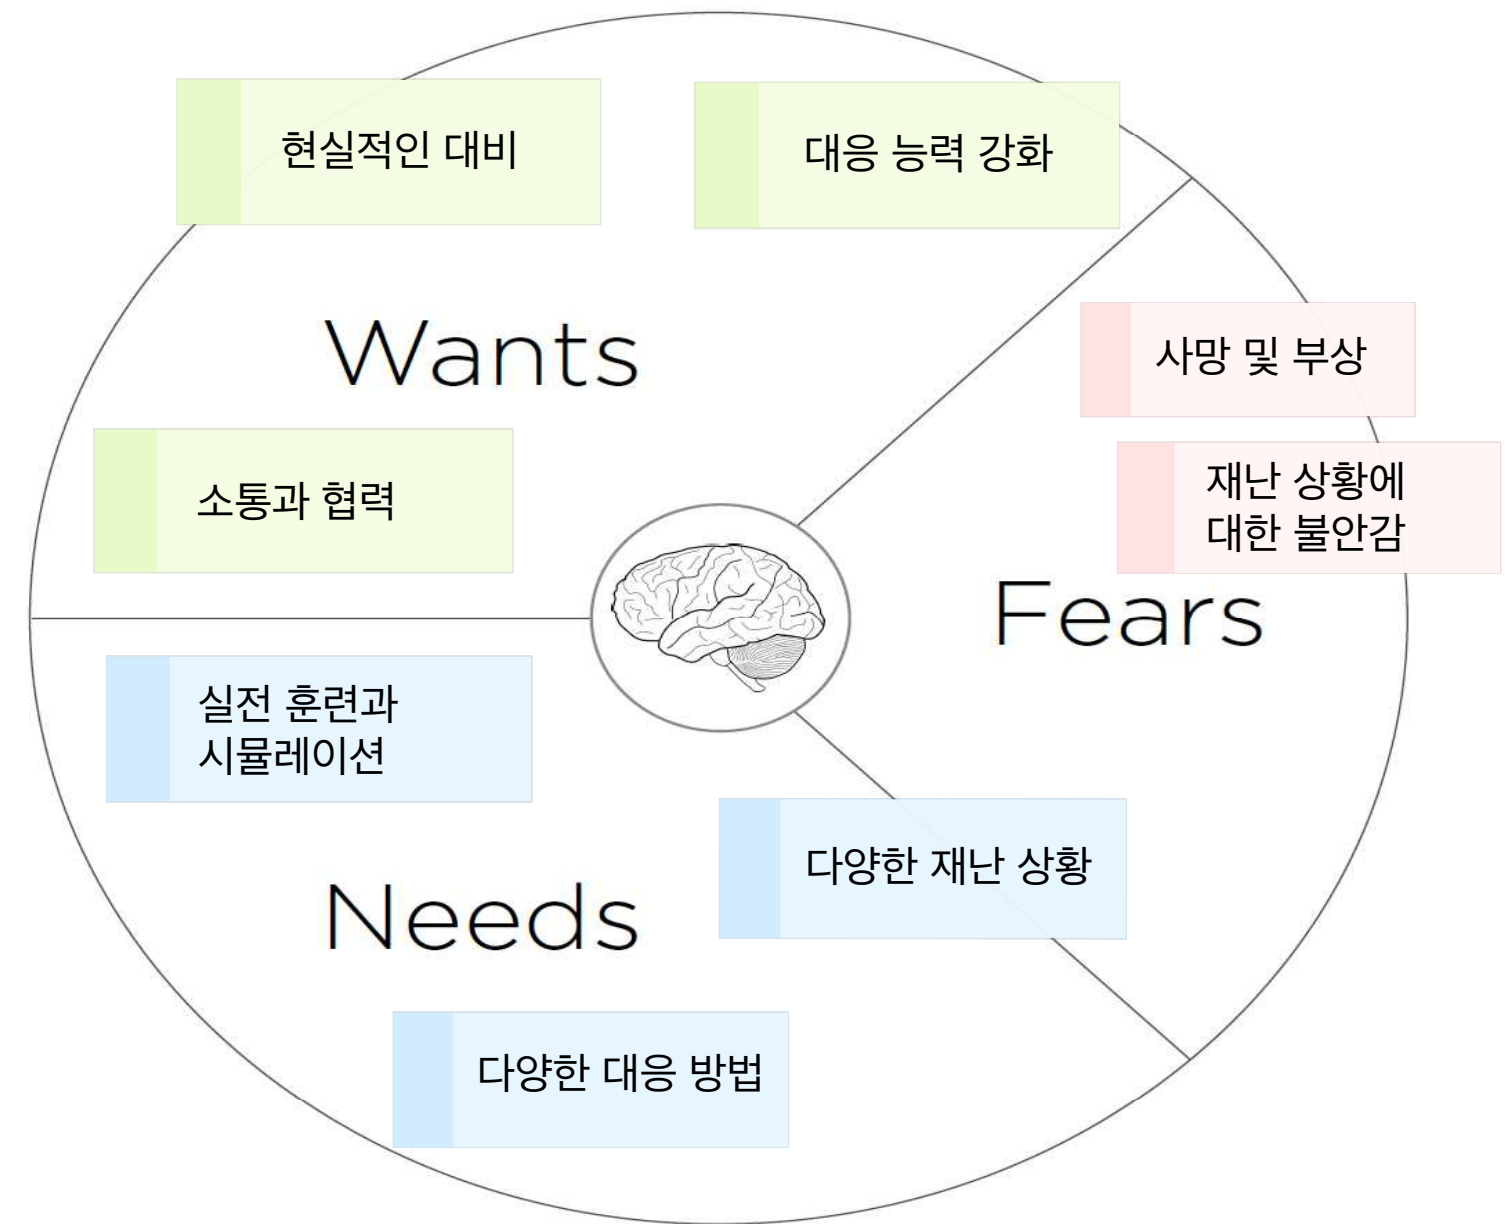 현실적인 대비
대응 능력 강화
Wants
사망 및 부상
소통과 협력
재난 상황에
대한 불안감
Fears
실전 훈련과
시뮬레이션
다양한 재난 상황
Needs
다양한 대응 방법